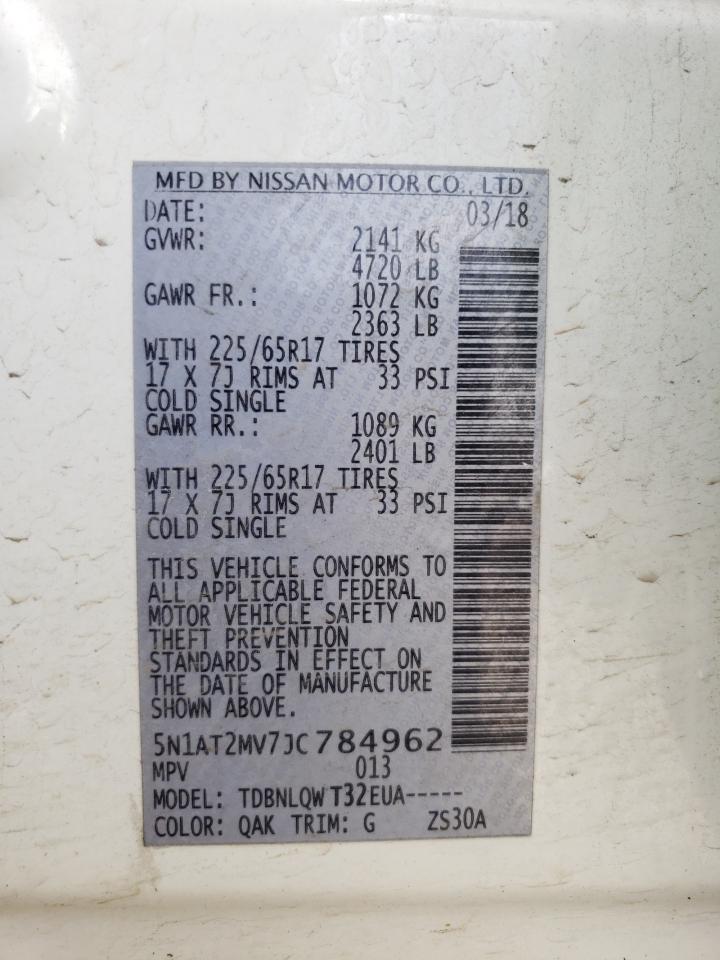 MFD BY NISSAN MOTOR CO., LTD.
DATE: 03/18
GVWR: 2141 KG
4720 LB
GAWR FR.: 1072 KG
2363 LB
WITH 225/65R17 TIRES
17 X 7J RIMS AT 33 PSI
COLD SINGLE
GAWR RR.: 1089 KG
2401 LB
WITH 225/65R17 TIRES
17 X 7J RIMS AT 33 PSI
COLD SINGLE
THIS VEHICLE CONFORMS TO
ALL APPLICABLE FEDERAL
MOTOR VEHICLE SAFETY AND
THEFT PREVENTION
STANDARDS IN EFFECT ON
THE DATE OF MANUFACTURE
SHOWN ABOVE.
5N1AT2MV7JC784962
MPV 013
MODEL: TDBNLQWT32EUA-----
COLOR: QAK TRIM: G ZS30A